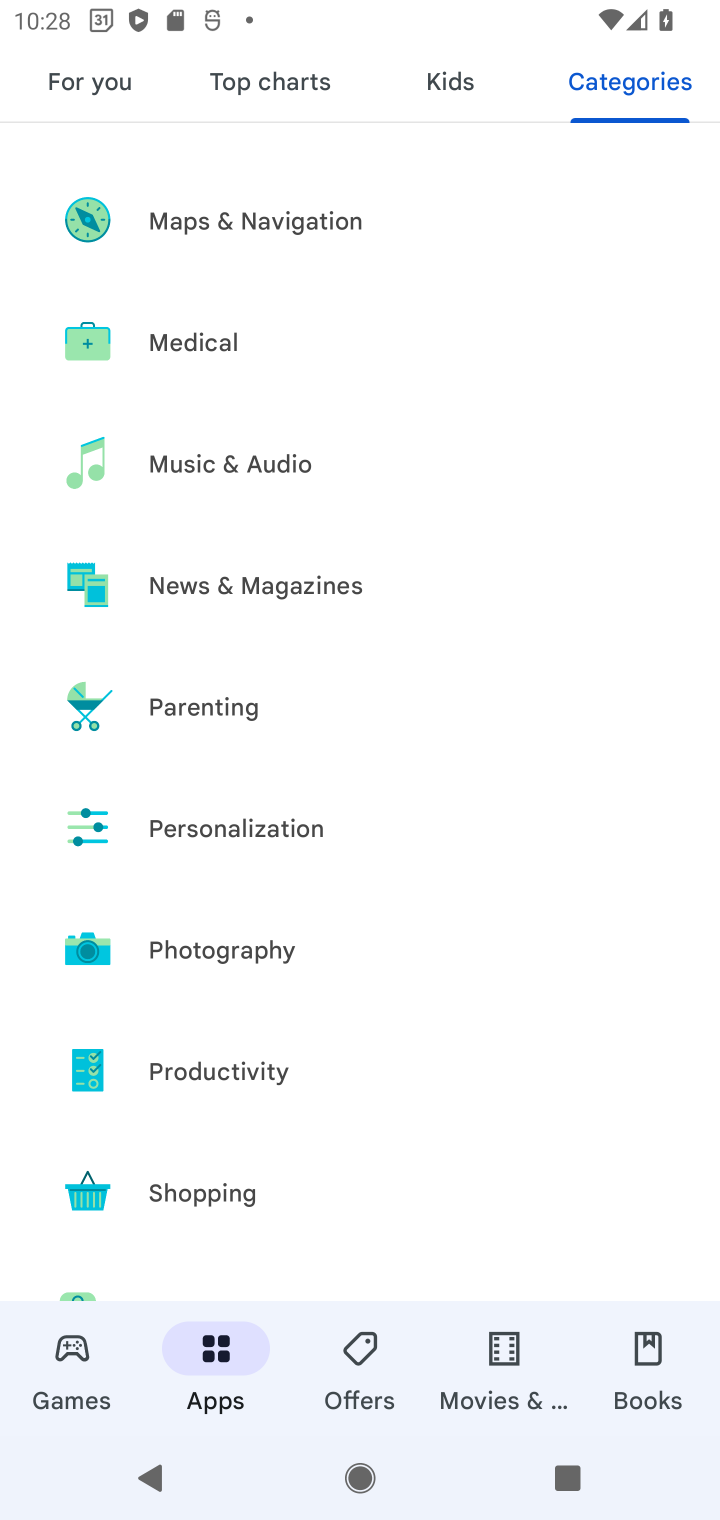 10:28 31
For you Top charts Kids Categories
Maps & Navigation
Medical
Music & Audio
News & Magazines
Parenting
Personalization
Photography
Productivity
Shopping
Games Apps Offers Movies & ... Books